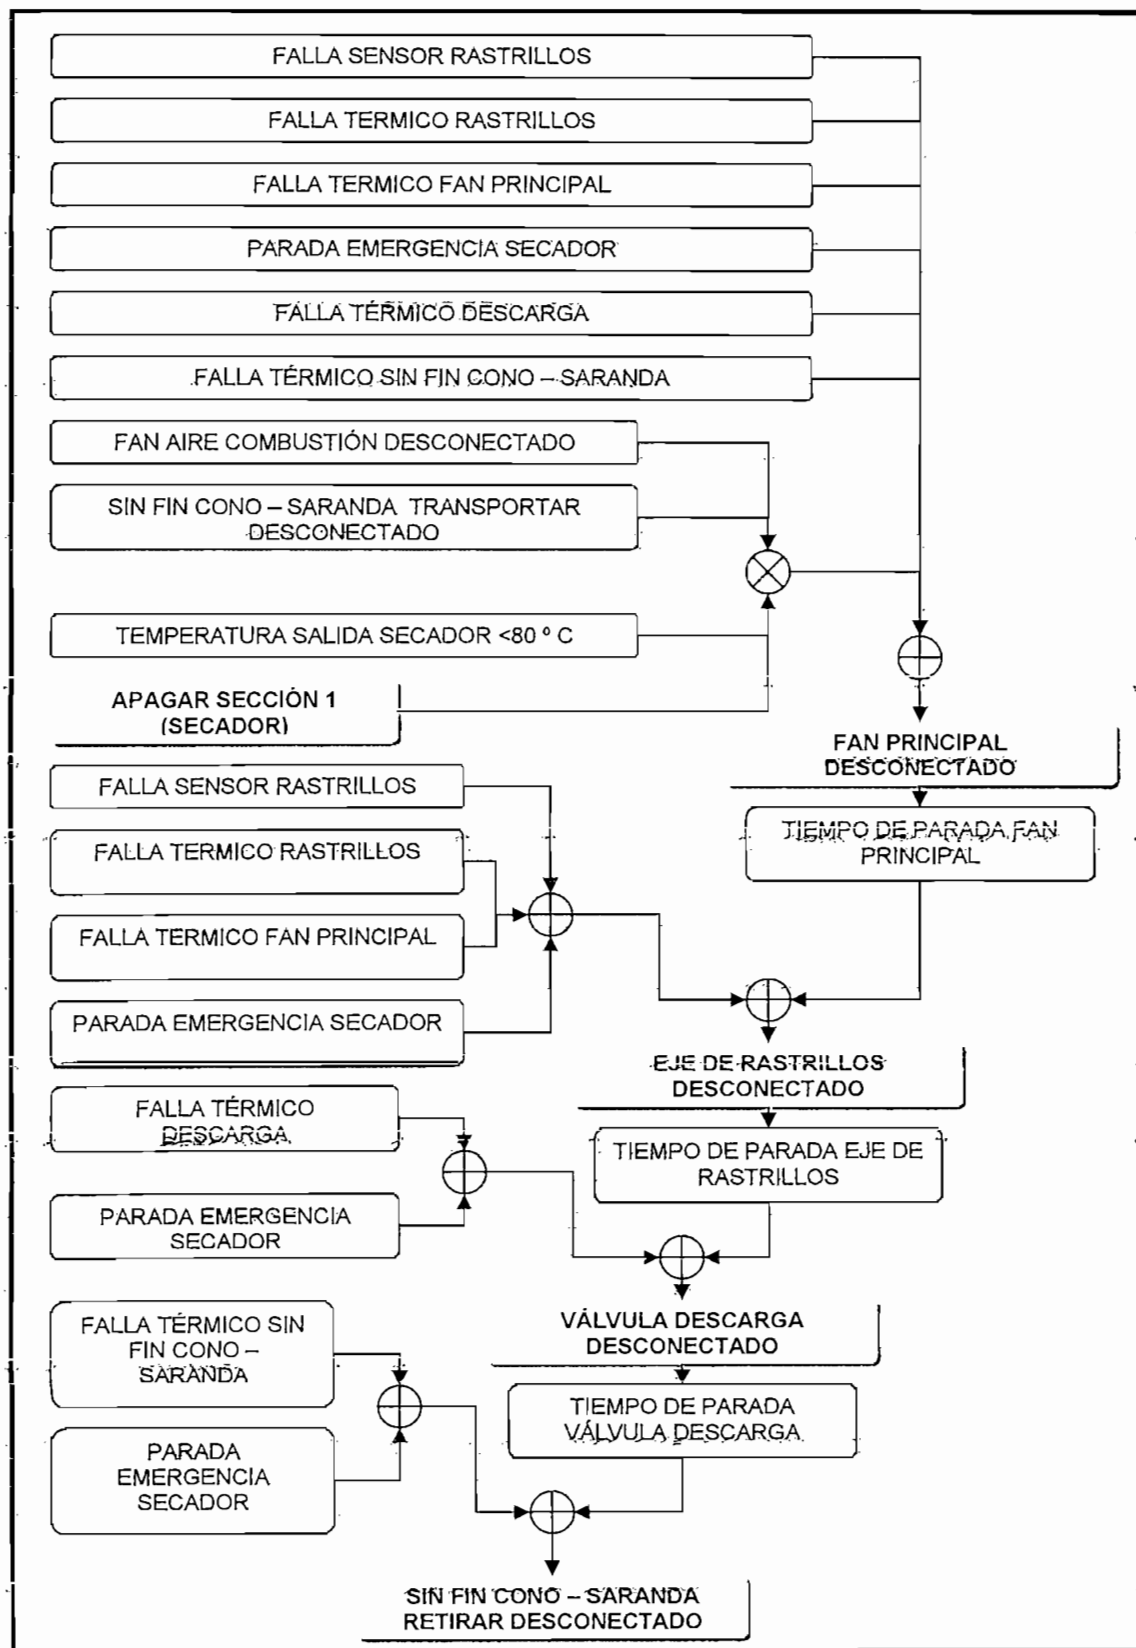 FALLA SENSOR RASTRILLOS
FALLA TERMICO RASTRILLOS
FALLA TERMICO FAN PRINCIPAL
PARADA EMERGENCIA SECADOR
FALLA TÉRMICO DESCARGA
FALLA TÉRMICO SIN FIN CONO – SARANDA
FAN AIRE COMBUSTIÓN DESCONECTADO
SIN FIN CONO – SARANDA TRANSPORTAR
DESCONECTADO
TEMPERATURA SALIDA SECADOR <80 º C
APAGAR SECCIÓN 1
(SECADOR)
FAN PRINCIPAL
DESCONECTADO
FALLA SENSOR RASTRILLOS
TIEMPO DE PARADA FAN
PRINCIPAL
FALLA TERMICO RASTRILLOS
FALLA TERMICO FAN PRINCIPAL
PARADA EMERGENCIA SECADOR
EJE DE RASTRILLOS
DESCONECTADO
FALLA TÉRMICO
DESCARGA
TIEMPO DE PARADA EJE DE
RASTRILLOS
PARADA EMERGENCIA
SECADOR
VÁLVULA DESCARGA
DESCONECTADO
FALLA TÉRMICO SIN
FIN CONO –
SARANDA
TIEMPO DE PARADA
VÁLVULA DESCARGA
PARADA
EMERGENCIA
SECADOR
SIN FIN CONO – SARANDA
RETIRAR DESCONECTADO